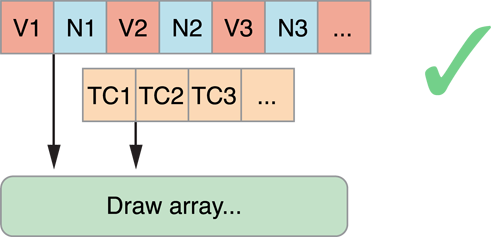 V1 N1 V2 N2 V3 N3 ...
TC1 TC2 TC3 ...
Draw array...